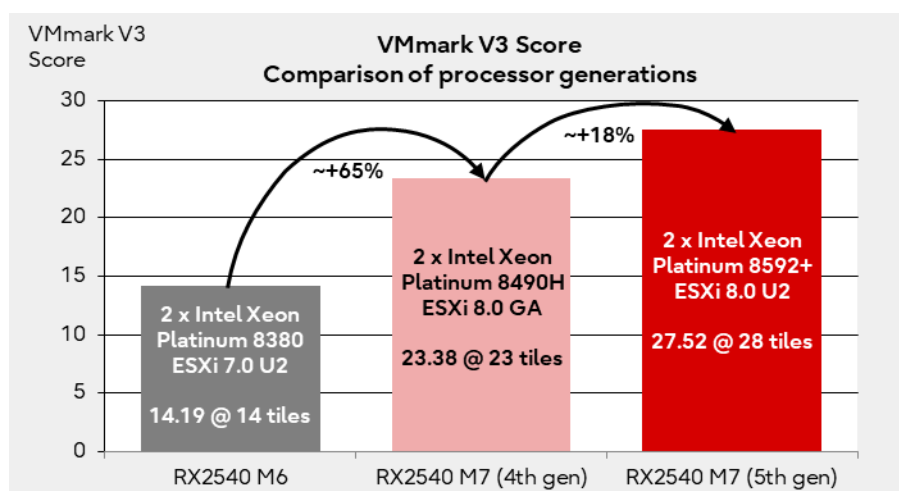 VMmark V3
Score
VMmark V3 Score
Comparison of processor generations
30
25
20
15
10
5
0
~+65%
~+18%
2 x Intel Xeon
Platinum 8380
ESXi 7.0 U2
14.19 @ 14 tiles
2 x Intel Xeon
Platinum 8490H
ESXi 8.0 GA
23.38 @ 23 tiles
2 x Intel Xeon
Platinum 8592+
ESXi 8.0 U2
27.52 @ 28 tiles
RX2540 M6
RX2540 M7 (4th gen)
RX2540 M7 (5th gen)